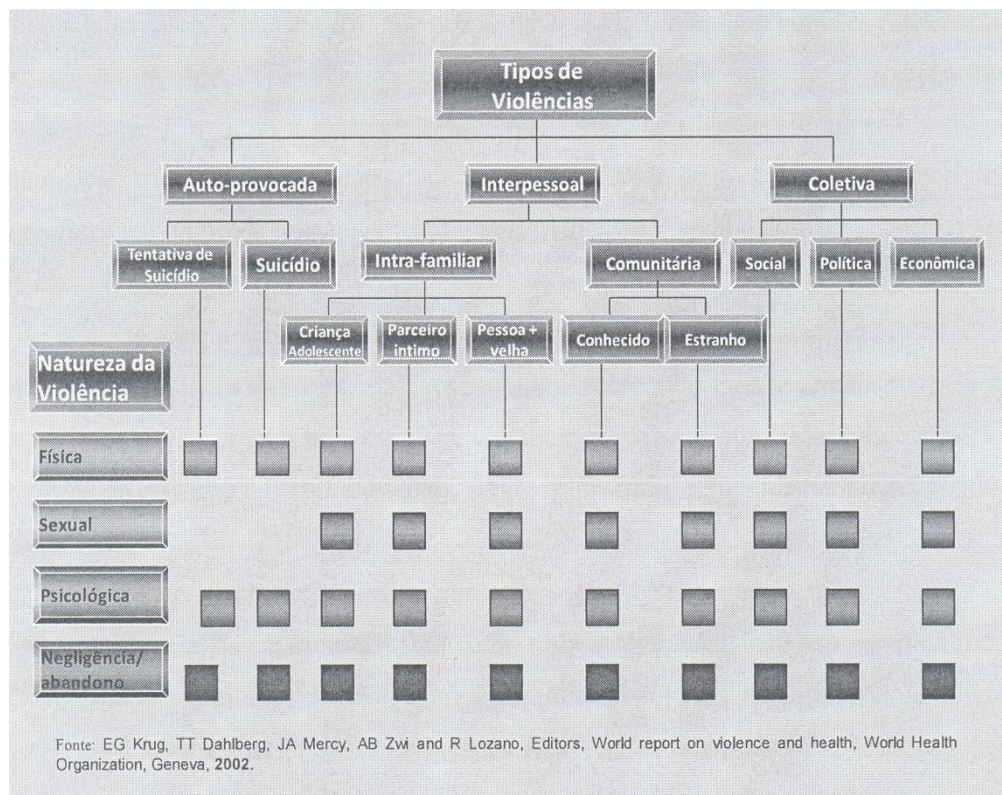 Tipos de
Violências
Auto-provocada
Interpessoal
Coletiva
Tentativa de
Suicídio
Suicídio
Intra-familiar
Comunitária
Social
Política
Econômica
Criança
Adolescente
Parceiro
intimo
Pessoa +
velha
Conhecido
Estranho
Natureza da
Violência
Física
Sexual
Psicológica
Negligência/
abandono
Fonte: EG Krug, TT Dahlberg, JA Mercy, AB Zwi and R Lozano, Editors, World report on violence and health, World Health
Organization, Geneva, 2002.